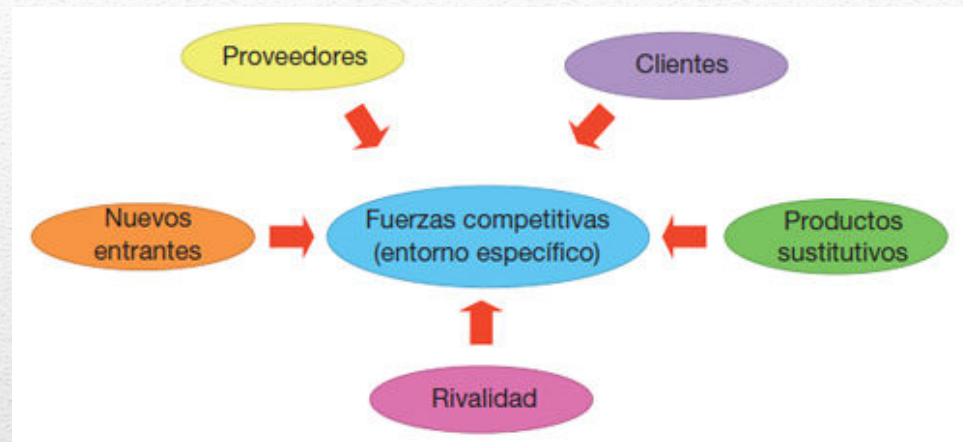 Proveedores
Clientes
Nuevos
entrantes
Fuerzas competitivas
(entorno específico)
Productos
sustitutivos
Rivalidad